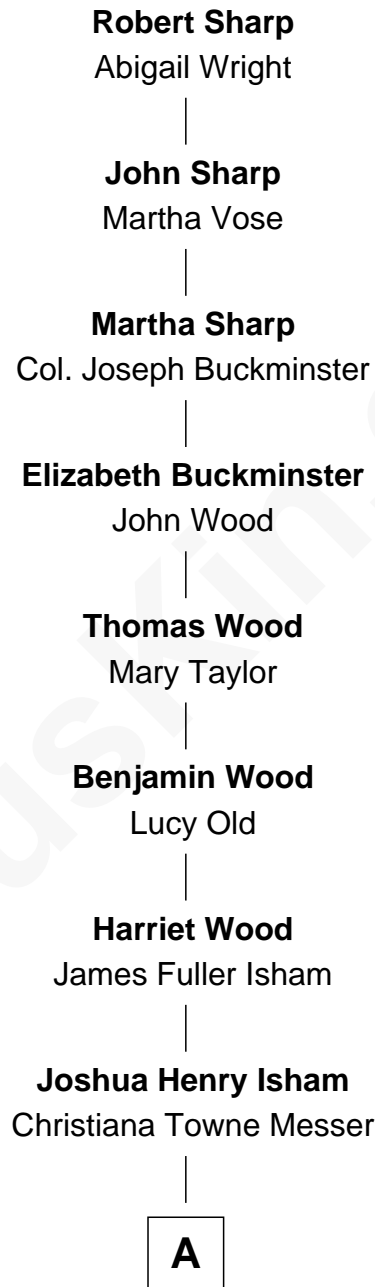 Robert Sharp
Abigail Wright
John Sharp
Martha Vose
Martha Sharp
Col. Joseph Buckminster
Elizabeth Buckminster
John Wood
Thomas Wood
Mary Taylor
Benjamin Wood
Lucy Old
Harriet Wood
James Fuller Isham
Joshua Henry Isham
Christiana Towne Messer
A